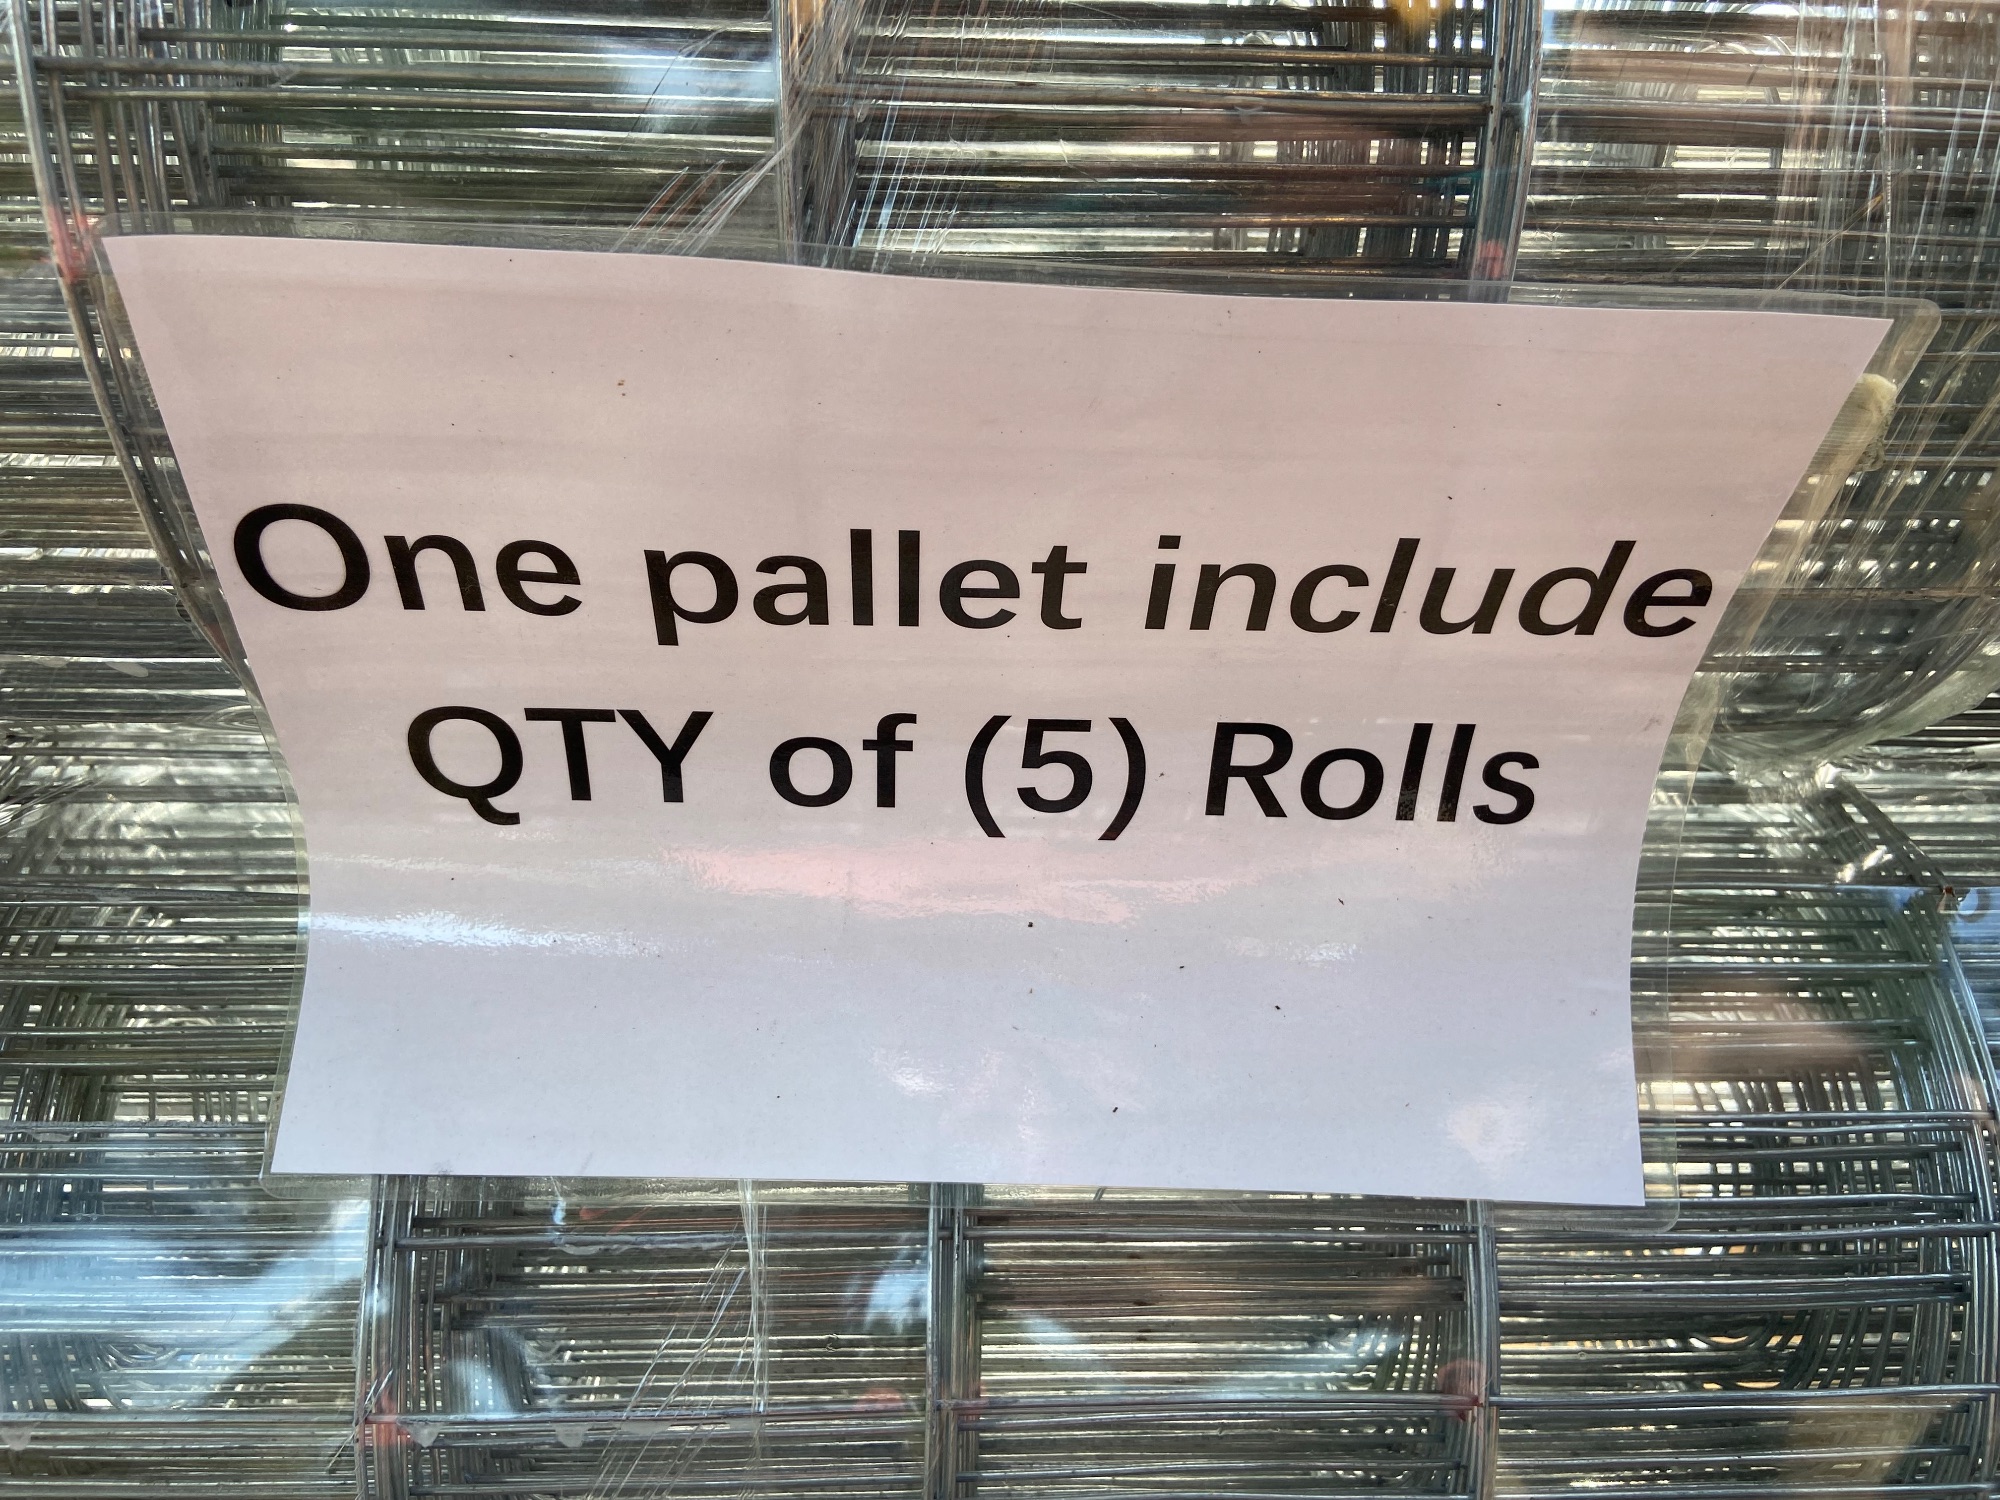 One pallet include
QTY of (5) Rolls